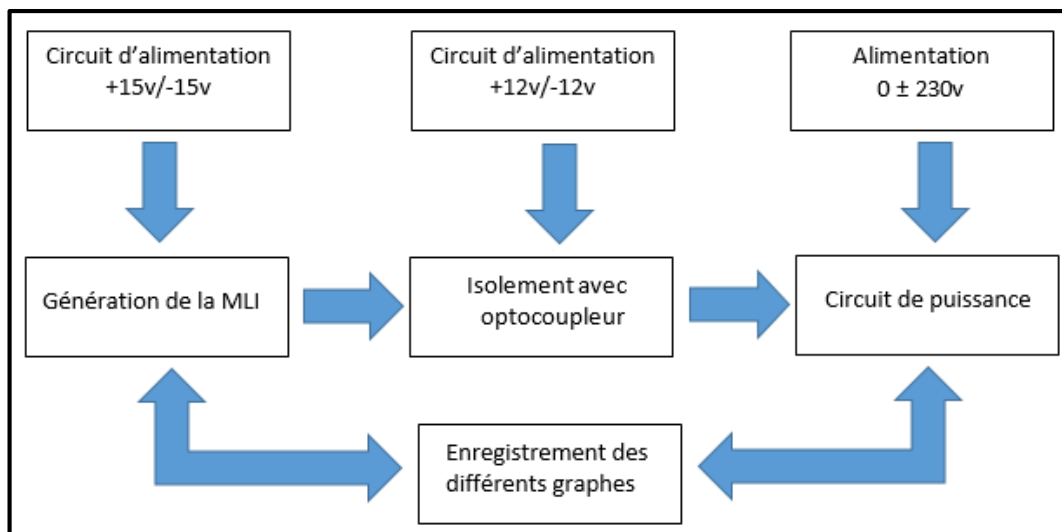 Circuit d'alimentation
+15v/-15v
Circuit d'alimentation
+12v/-12v
Alimentation
0 ± 230v
Génération de la MLI
Isolement avec
optocoupleur
Circuit de puissance
Enregistrement des
différents graphes